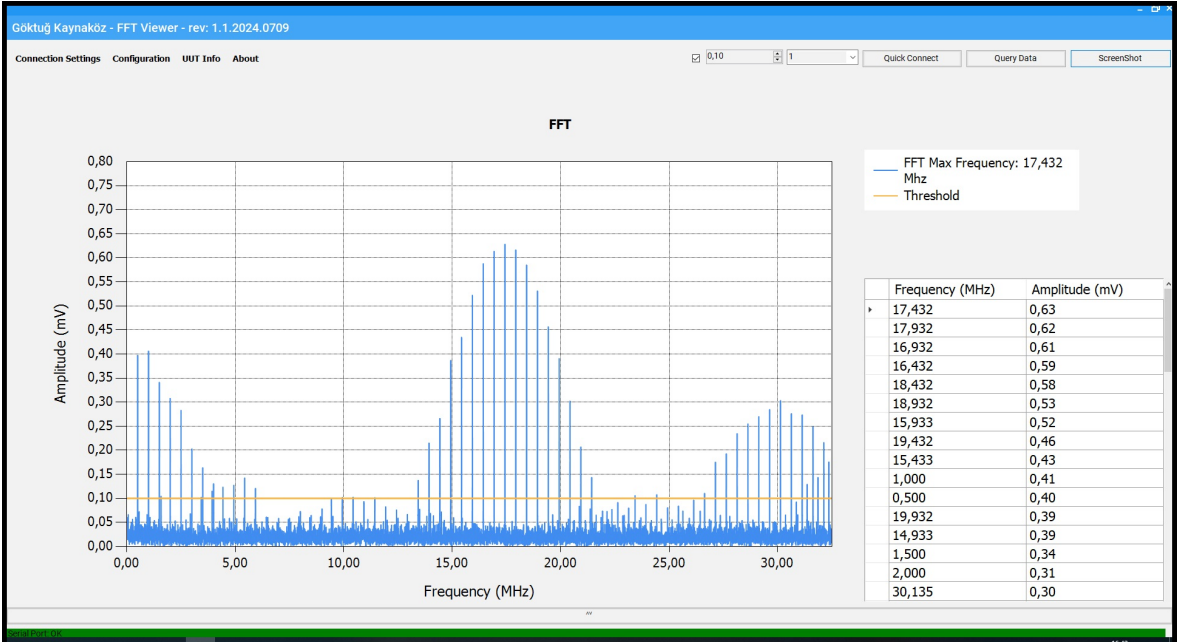 Göktuğ Kaynaköz - FFT Viewer - rev: 1.1.2024.0709
Connection Settings Configuration UUT Info About
0,10 1 Quick Connect Query Data ScreenShot
FFT
FFT Max Frequency: 17,432
Mhz
Threshold
Amplitude (mV)
0,80
0,75
0,70
0,65
0,60
0,55
0,50
0,45
0,40
0,35
0,30
0,25
0,20
0,15
0,10
0,05
0,00
0,00 5,00 10,00 15,00 20,00 25,00 30,00
Frequency (MHz)
Frequency (MHz) Amplitude (mV)
17,432 0,63
17,932 0,62
16,932 0,61
16,432 0,59
18,432 0,58
18,932 0,53
15,933 0,52
19,432 0,46
15,433 0,43
1,000 0,41
0,500 0,40
19,932 0,39
14,933 0,39
1,500 0,34
2,000 0,31
30,135 0,30
Serial Port: OK